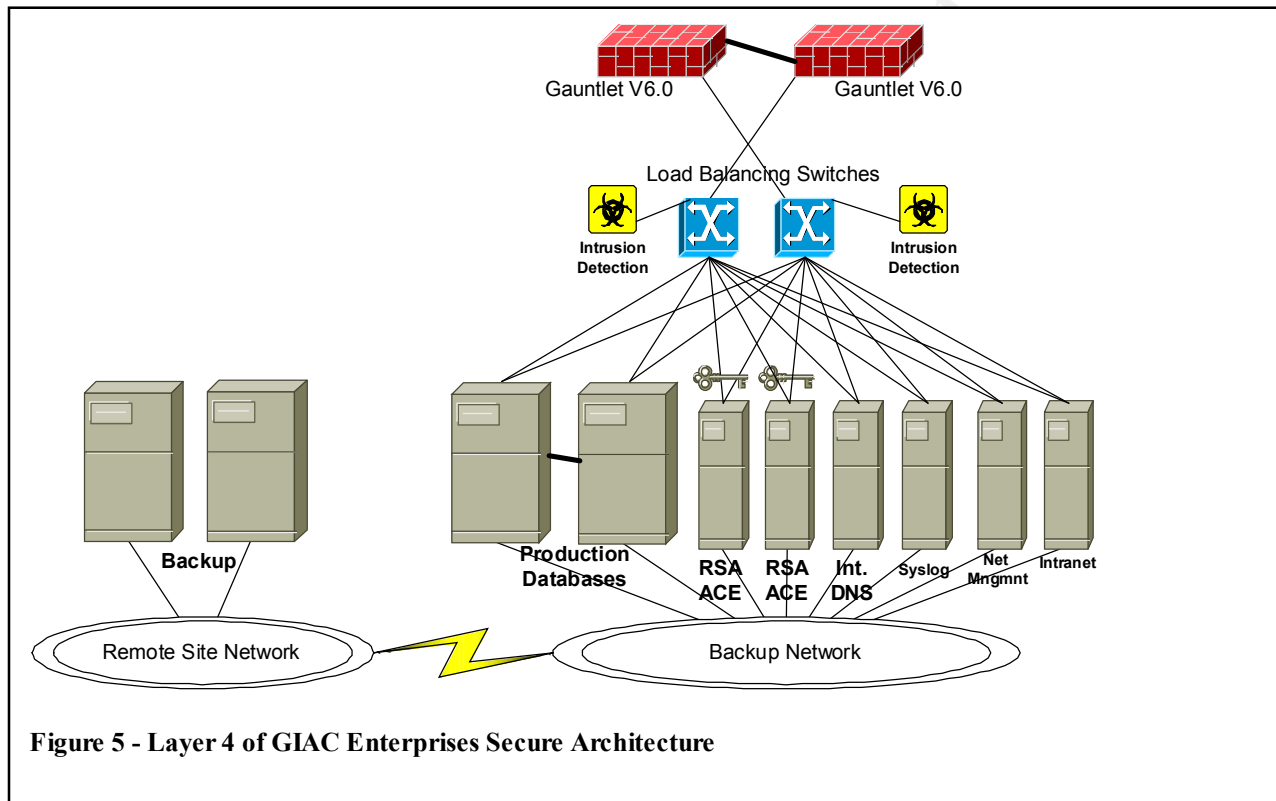 Gauntlet V6.0
Gauntlet V6.0
Load Balancing Switches
Intrusion
Detection
Intrusion
Detection
Backup
Production
Databases
RSA
ACE
RSA
ACE
Int.
DNS
Syslog
Net
Mngmnt
Intranet
Remote Site Network
Backup Network
Figure 5 - Layer 4 of GIAC Enterprises Secure Architecture